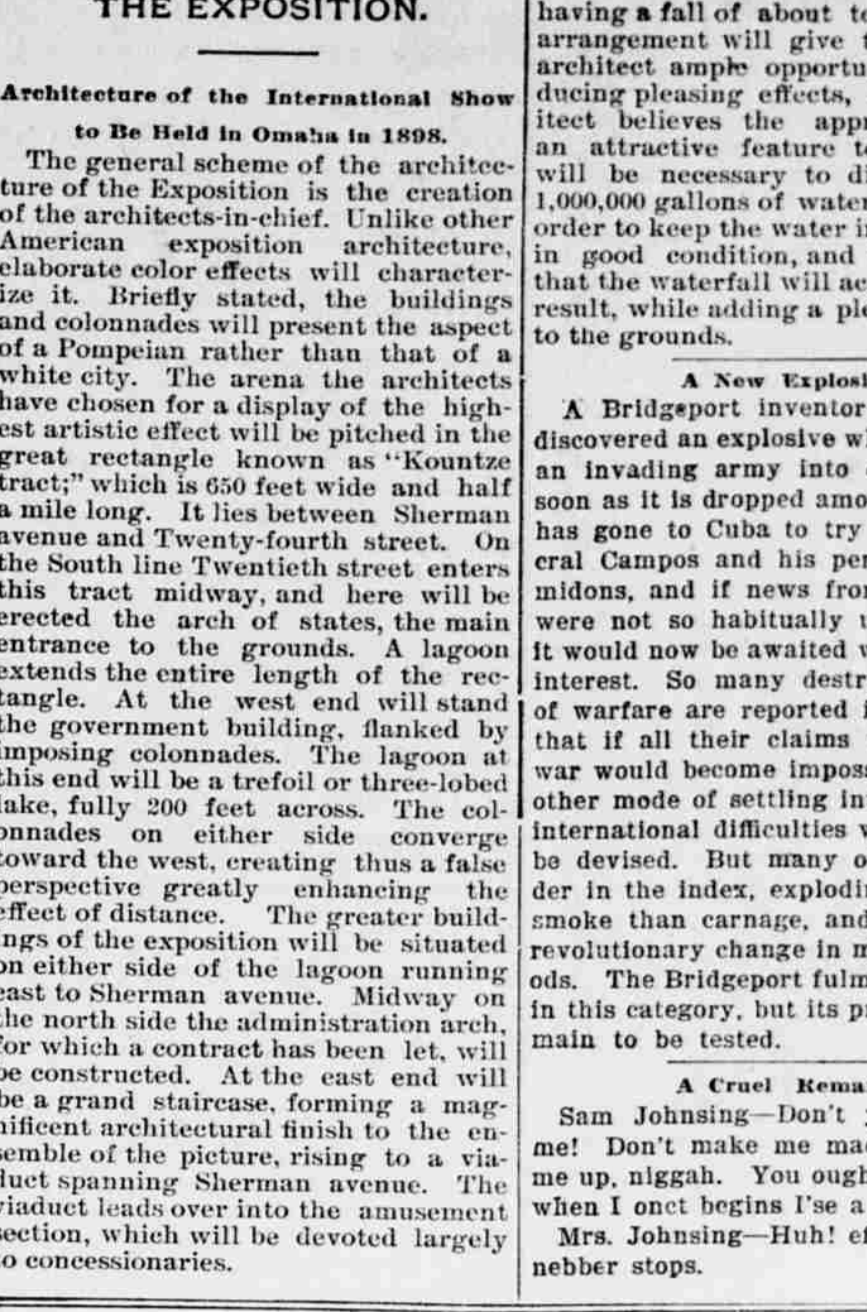 THE EXPOSITION.
Architecture of the International Show
to Be Held in Omaha in 1898.
The general scheme of the architec-
ture of the Exposition is the creation
of the architects-in-chief. Unlike other
American exposition architecture,
elaborate color effects will character-
ize it. Briefly stated, the buildings
and colonnades will present the aspect
of a Pompeian rather than that of a
white city. The arena the architects
have chosen for a display of the high-
est artistic effect will be pitched in the
great rectangle known as "Kountze
tract;" which is 650 feet wide and half
a mile long. It lies between Sherman
avenue and Twenty-fourth street. On
the South line Twentieth street enters
this tract midway, and here will be
erected the arch of states, the main
entrance to the grounds. A lagoon
extends the entire length of the rec-
tangle. At the west end will stand
the government building, flanked by
imposing colonnades. The lagoon at
this end will be a trefoil or three-lobed
lake, fully 200 feet across. The col-
onnades on either side converge
toward the west, creating thus a false
perspective greatly enhancing the
effect of distance. The greater build-
ings of the exposition will be situated
on either side of the lagoon running
east to Sherman avenue. Midway on
the north side the administration arch,
for which a contract has been let, will
be constructed. At the east end will
be a grand staircase, forming a mag-
nificent architectural finish to the en-
semble of the picture, rising to a via-
duct spanning Sherman avenue. The
viaduct leads over into the amusement
section, which will be devoted largely
to concessionaries.
having a fall of about
arrangement will give
architect ample opportu
ducing pleasing effects,
itect believes the app
an attractive feature
will be necessary to
1,000,000 gallons of water
order to keep the water
in good condition, and
that the waterfall will
result, while adding a
to the grounds.
A New Explos
A Bridgeport inventor
discovered an explosive
an invading army into
soon as it is dropped amo
has gone to Cuba to try
eral Campos and his
midons, and if news
were not so habitually
it would now be awaited
interest. So many destr
of warfare are reported
that if all their claims
war would become imposs
other mode of settling in
international difficulties
be devised. But many
der in the index, explodi
smoke than carnage, and
revolutionary change in
ods. The Bridgeport fulm
in this category, but its
main to be tested.
A Cruel Rema
Sam Johnsing—Don't
me! Don't make me
me up, niggah. You ough
when I onct begins I'se a
Mrs. Johnsing—Huh!
nebber stops.